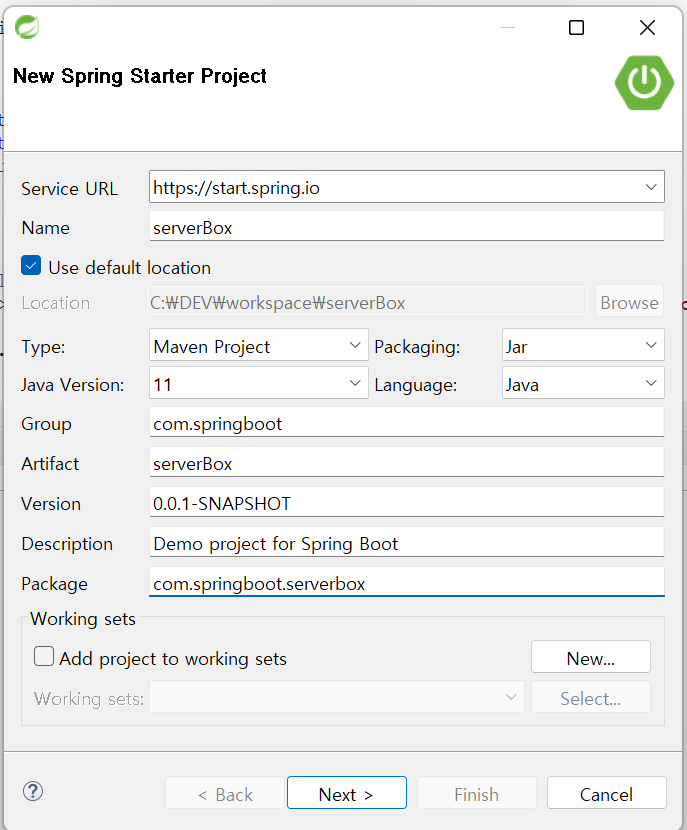 New Spring Starter Project
Service URL https://start.spring.io
Name serverBox
Use default location
Location C:₩DEV₩workspace₩serverBox Browse
Type: Maven Project Packaging: Jar
Java Version: 11 Language: Java
Group com.springboot
Artifact serverBox
Version 0.0.1-SNAPSHOT
Description Demo project for Spring Boot
Package com.springboot.serverbox
Working sets
Add project to working sets New...
Working sets: Select...
? < Back Next > Finish Cancel